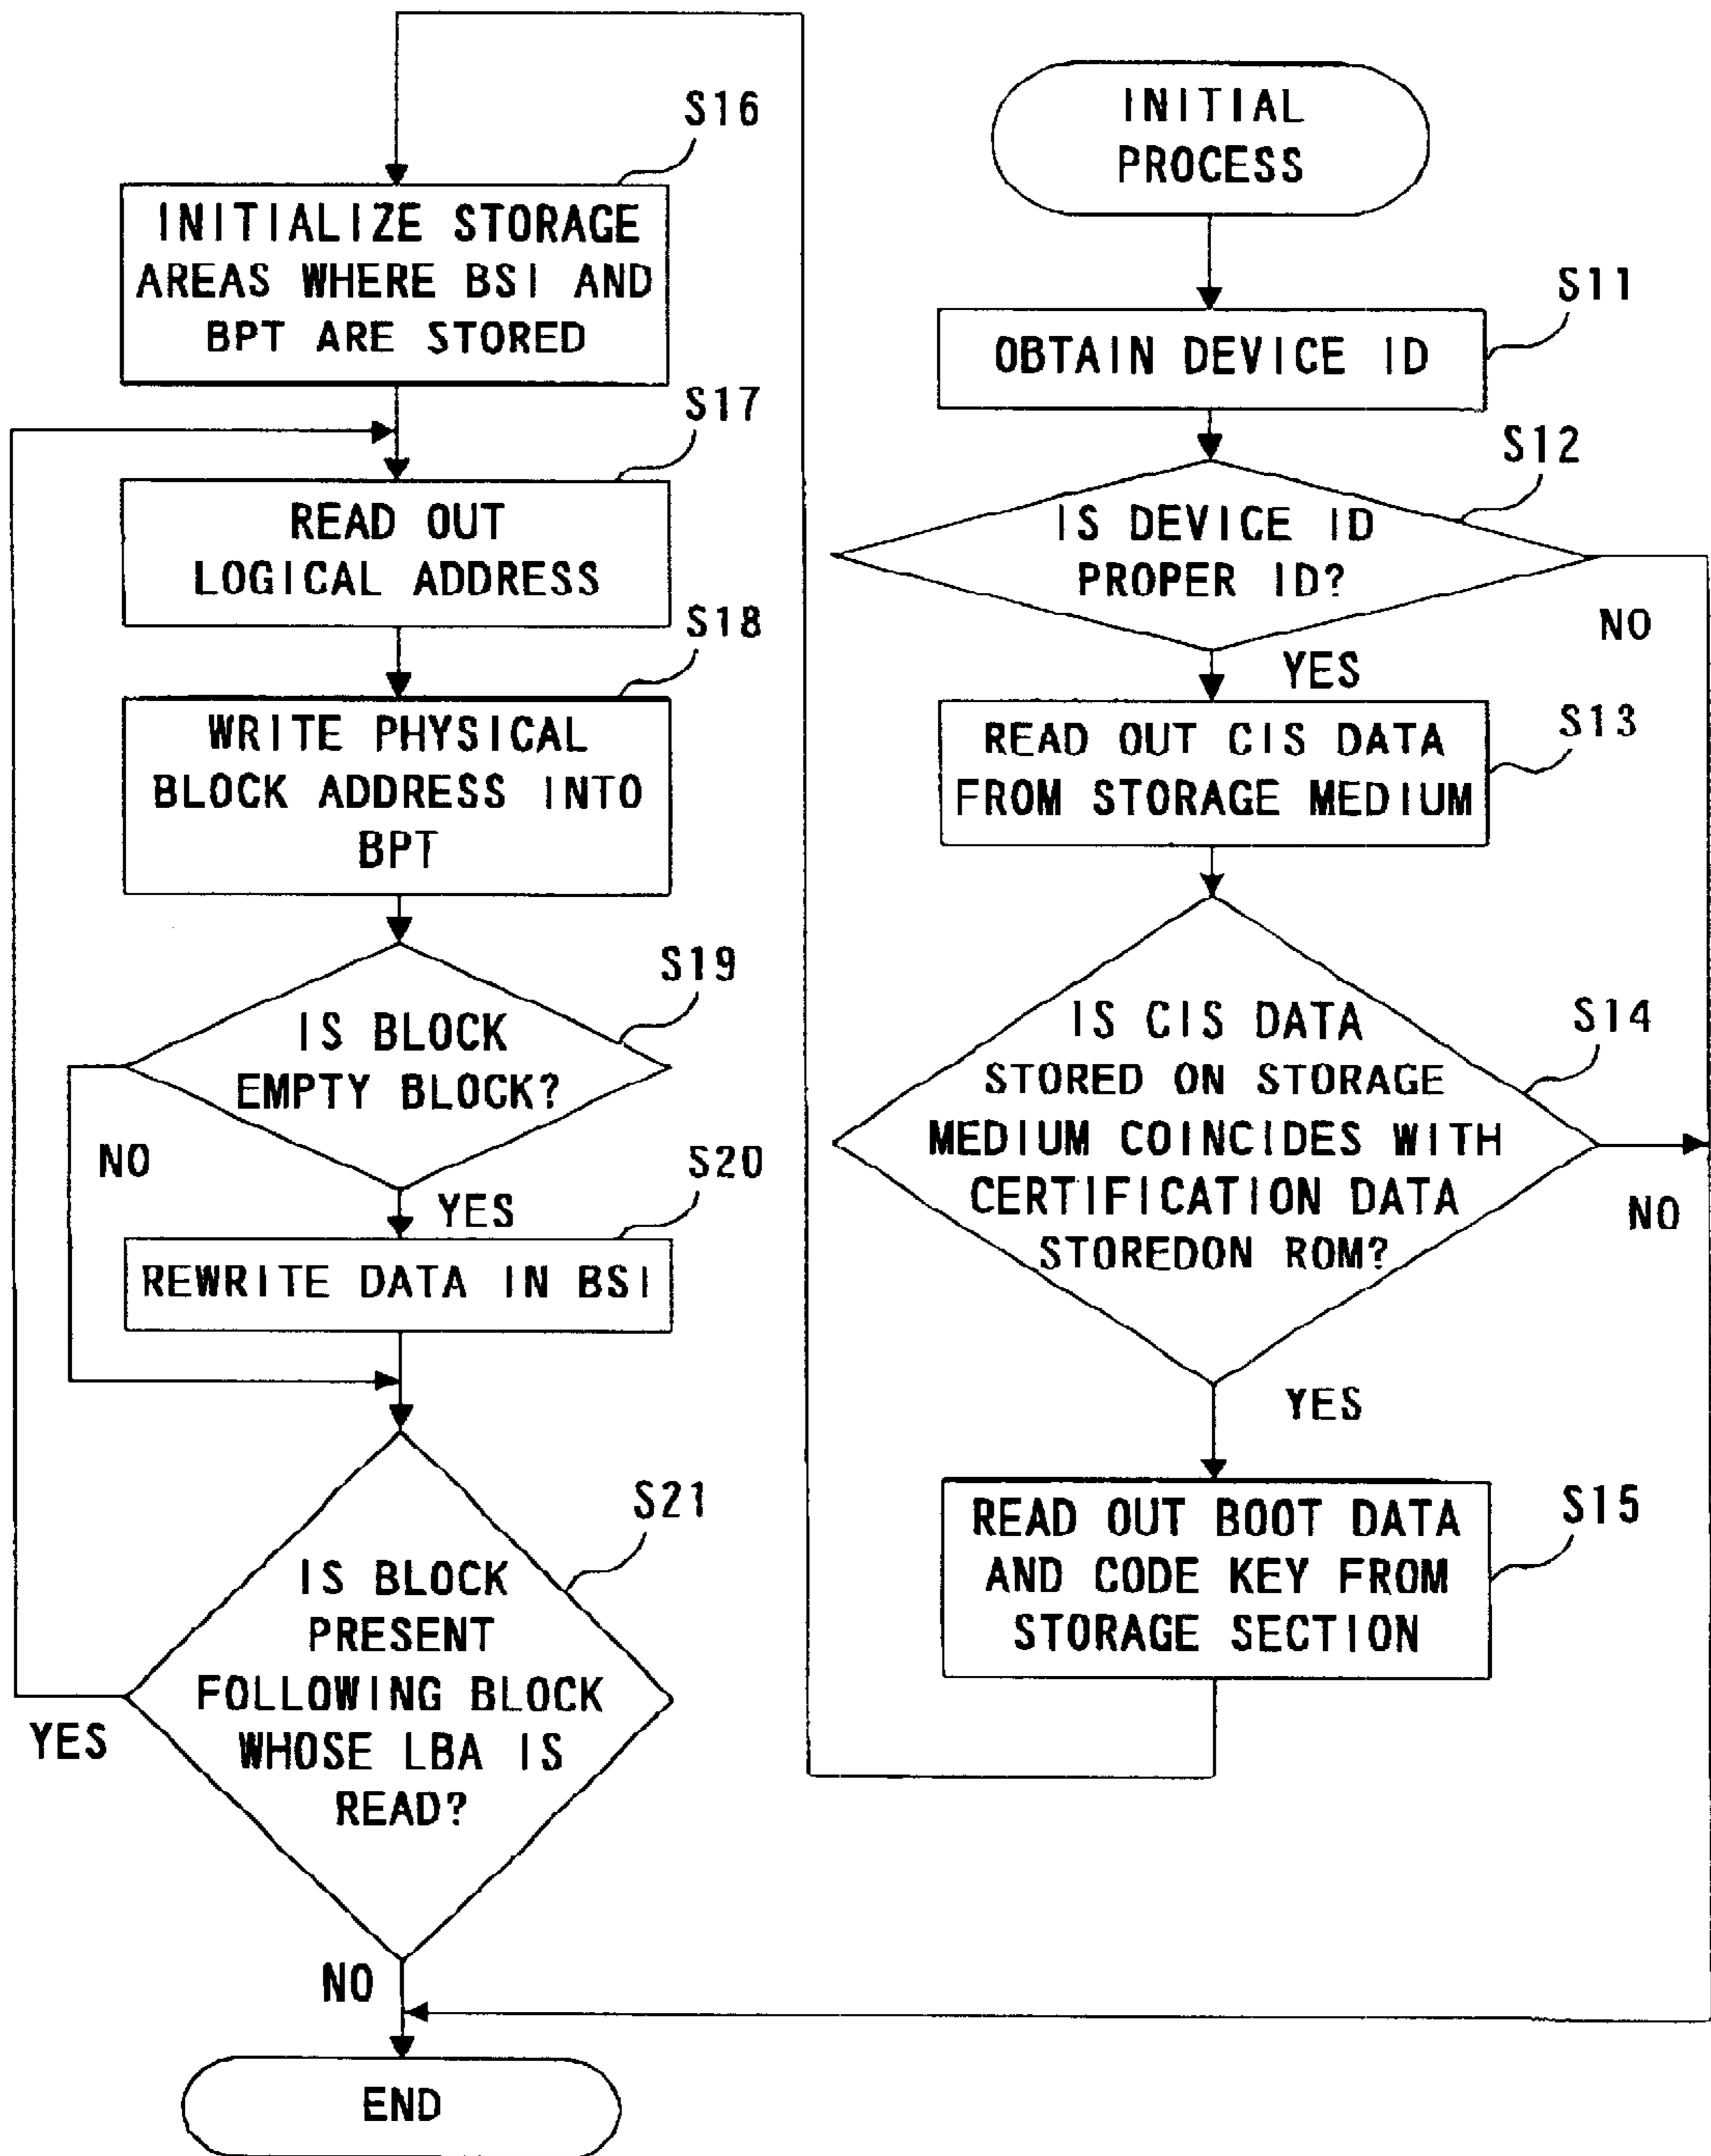 INITIAL
PROCESS
S11
OBTAIN DEVICE ID
S12
IS DEVICE ID
PROPER ID?
NO
YES
S13
READ OUT CIS DATA
FROM STORAGE MEDIUM
S14
IS CIS DATA
STORED ON STORAGE
MEDIUM COINCIDES WITH
CERTIFICATION DATA
STOREDON ROM?
NO
YES
S15
READ OUT BOOT DATA
AND CODE KEY FROM
STORAGE SECTION
S16
INITIALIZE STORAGE
AREAS WHERE BSI AND
BPT ARE STORED
S17
READ OUT
LOGICAL ADDRESS
S18
WRITE PHYSICAL
BLOCK ADDRESS INTO
BPT
S19
IS BLOCK
EMPTY BLOCK?
NO
YES
S20
REWRITE DATA IN BSI
S21
IS BLOCK
PRESENT
FOLLOWING BLOCK
WHOSE LBA IS
READ?
YES
NO
END